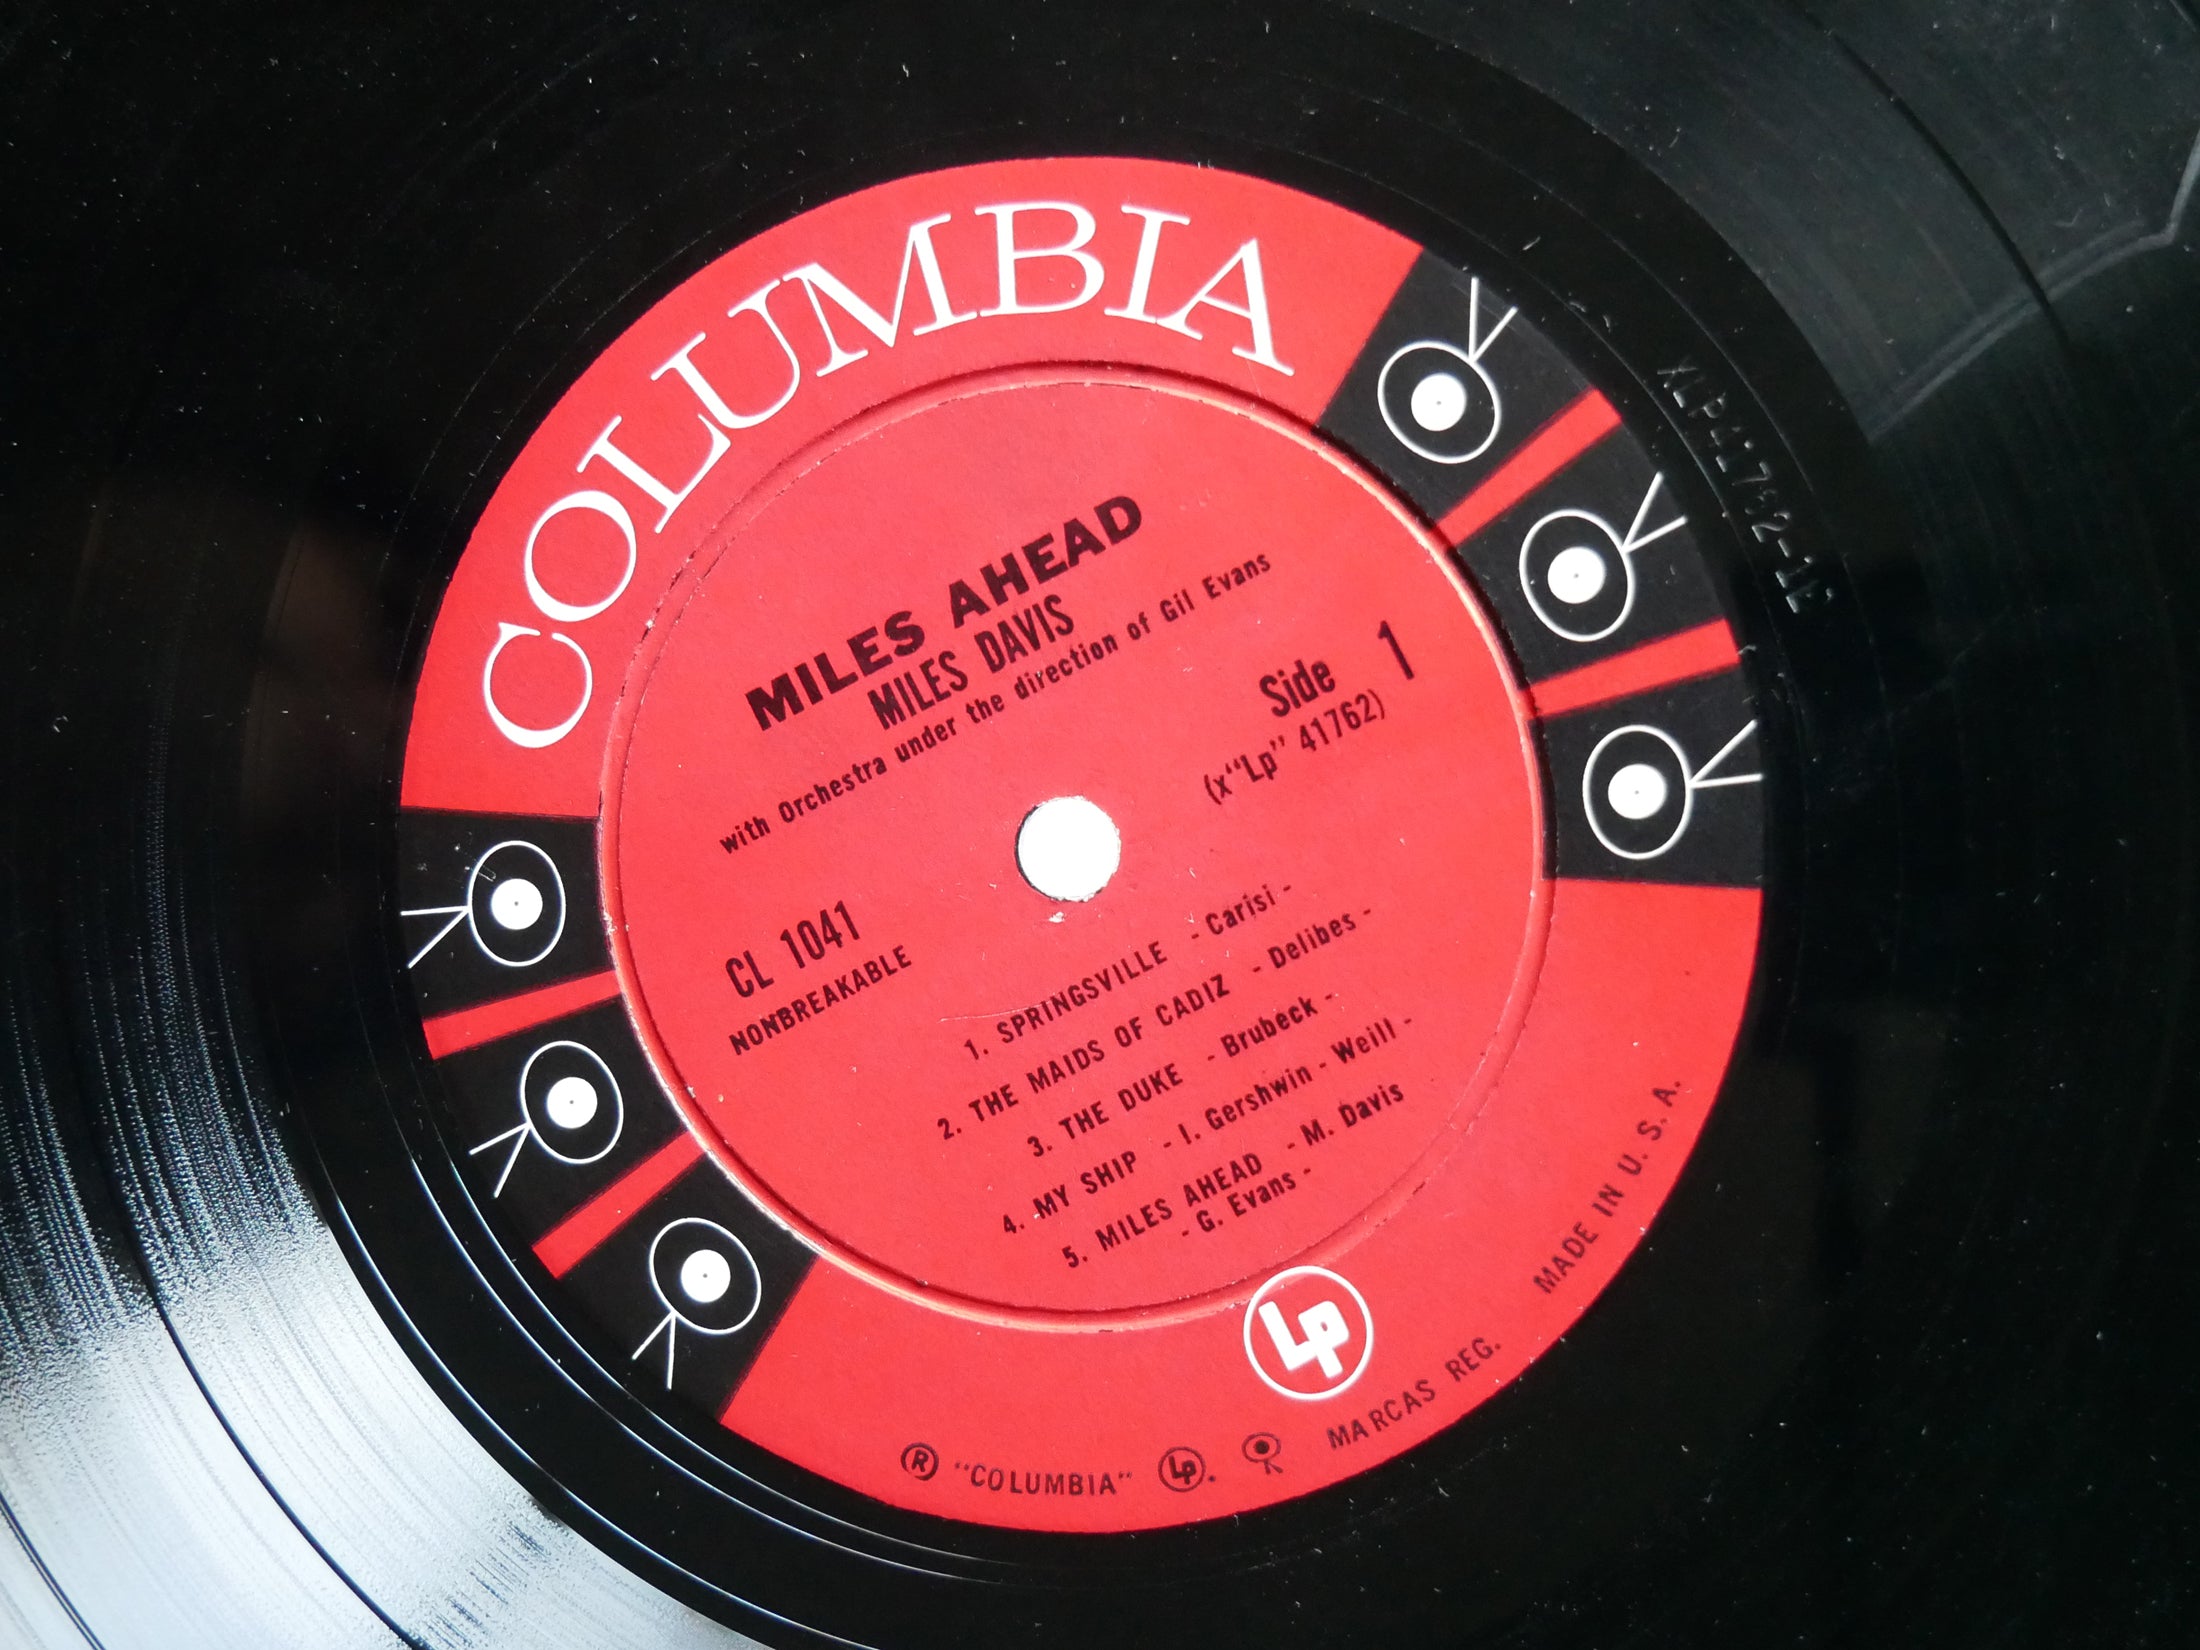 COLUMBIA
MILES AHEAD
MILES DAVIS
with Orchestra under the direction of Gil Evans
Side 1
(x"Lp" 41762)
CL 1041
NONBREAKABLE
1. SPRINGSVILLE - Carisi -
2. THE MAIDS OF CADIZ - Delibes -
3. THE DUKE - Brubeck -
4. MY SHIP - I. Gershwin - Weill -
5. MILES AHEAD - M. Davis
- G. Evans -
Lp
® "COLUMBIA" Lp. MARCAS REG.
MADE IN U. S. A.